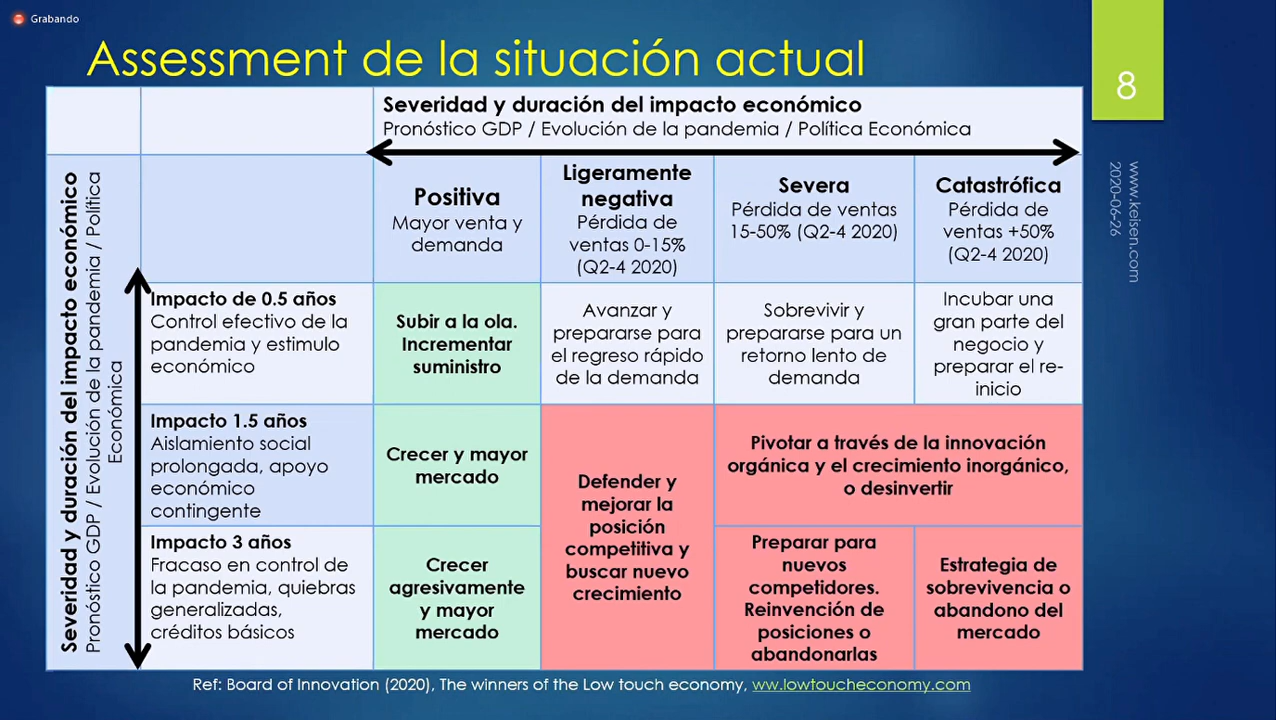 Grabando
Assessment de la situación actual
8
www.keisen.com
2020-06-26
Severidad y duración del impacto económico
Pronóstico GDP / Evolución de la pandemia / Política Económica
Severidad y duración del impacto económico
Pronóstico GDP / Evolución de la pandemia / Política
Económica
Positiva
Mayor venta y
demanda
Ligeramente
negativa
Pérdida de
ventas 0-15%
(Q2-4 2020)
Severa
Pérdida de ventas
15-50% (Q2-4 2020)
Catastrófica
Pérdida de
ventas +50%
(Q2-4 2020)
Impacto de 0.5 años
Control efectivo de la
pandemia y estimulo
económico
Subir a la ola.
Incrementar
suministro
Avanzar y
prepararse para
el regreso rápido
de la demanda
Sobrevivir y
prepararse para un
retorno lento de
demanda
Incubar una
gran parte del
negocio y
preparar el re-
inicio
Impacto 1.5 años
Aislamiento social
prolongada, apoyo
económico
contingente
Crecer y mayor
mercado
Defender y
mejorar la
posición
competitiva y
buscar nuevo
crecimiento
Pivotar a través de la innovación
orgánica y el crecimiento inorgánico,
o desinvertir
Impacto 3 años
Fracaso en control de
la pandemia, quiebras
generalizadas,
créditos básicos
Crecer
agresivamente
y mayor
mercado
Preparar para
nuevos
competidores.
Reinvención de
posiciones o
abandonarlas
Estrategia de
sobrevivencia o
abandono del
mercado
Ref: Board of Innovation (2020), The winners of the Low touch economy, ww.lowtoucheconomy.com